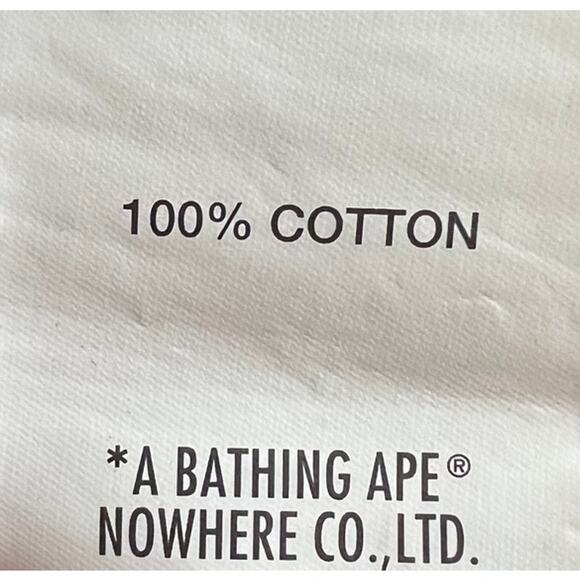 100% COTTON
*A BATHING APE®
NOWHERE CO.,LTD.